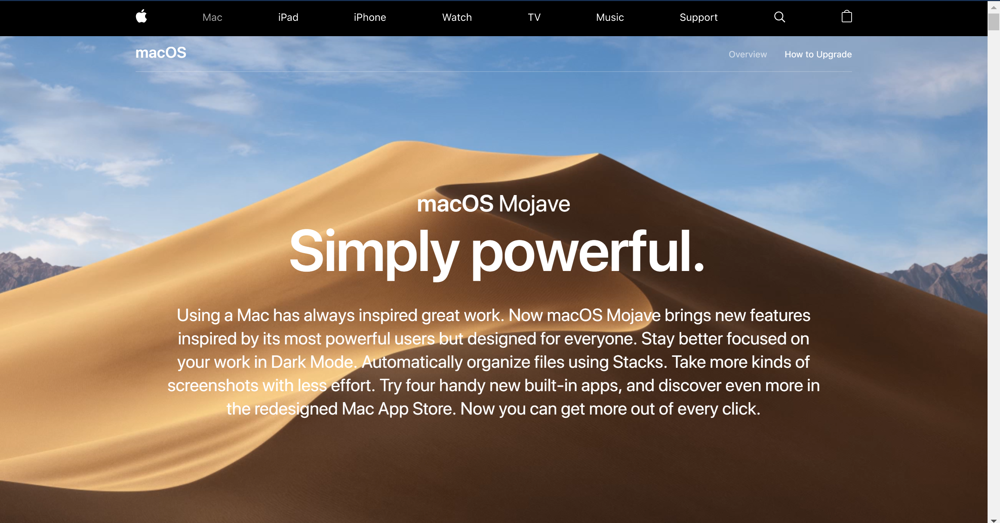 Mac
iPad
iPhone
Watch
TV
Music
Support
macOS
Overview
How to Upgrade
macOS Mojave
Simply powerful.
Using a Mac has always inspired great work. Now macOS Mojave brings new features
inspired by its most powerful users but designed for everyone. Stay better focused on
your work in Dark Mode. Automatically organize files using Stacks. Take more kinds of
screenshots with less effort. Try four handy new built-in apps, and discover even more in
the redesigned Mac App Store. Now you can get more out of every click.